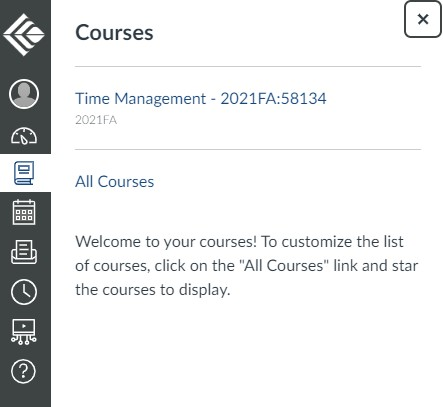 Courses
Time Management - 2021FA:58134
2021FA
All Courses
Welcome to your courses! To customize the list
of courses, click on the "All Courses" link and star
the courses to display.